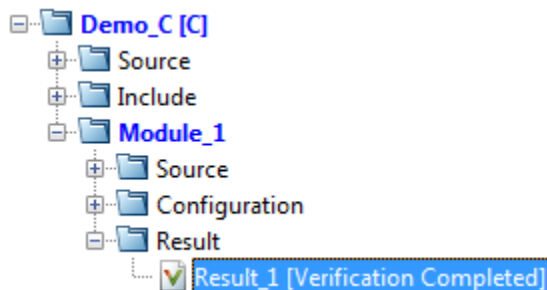 Demo_C [C]
Source
Include
Module_1
Source
Configuration
Result
Result_1 [Verification Completed]